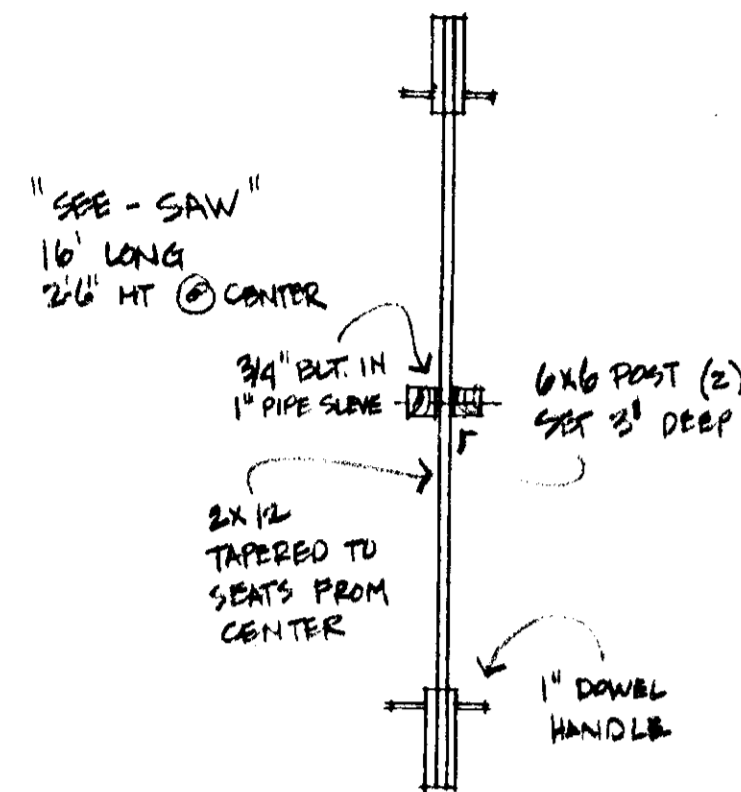 "SEE - SAW"
16' LONG
2'6" HT @ CENTER
3/4" BLT. IN
1" PIPE SLEVE
6X6 POST (2)
SET 3' DEEP
2X12
TAPERED TO
SEATS FROM
CENTER
1" DOWEL
HANDLE